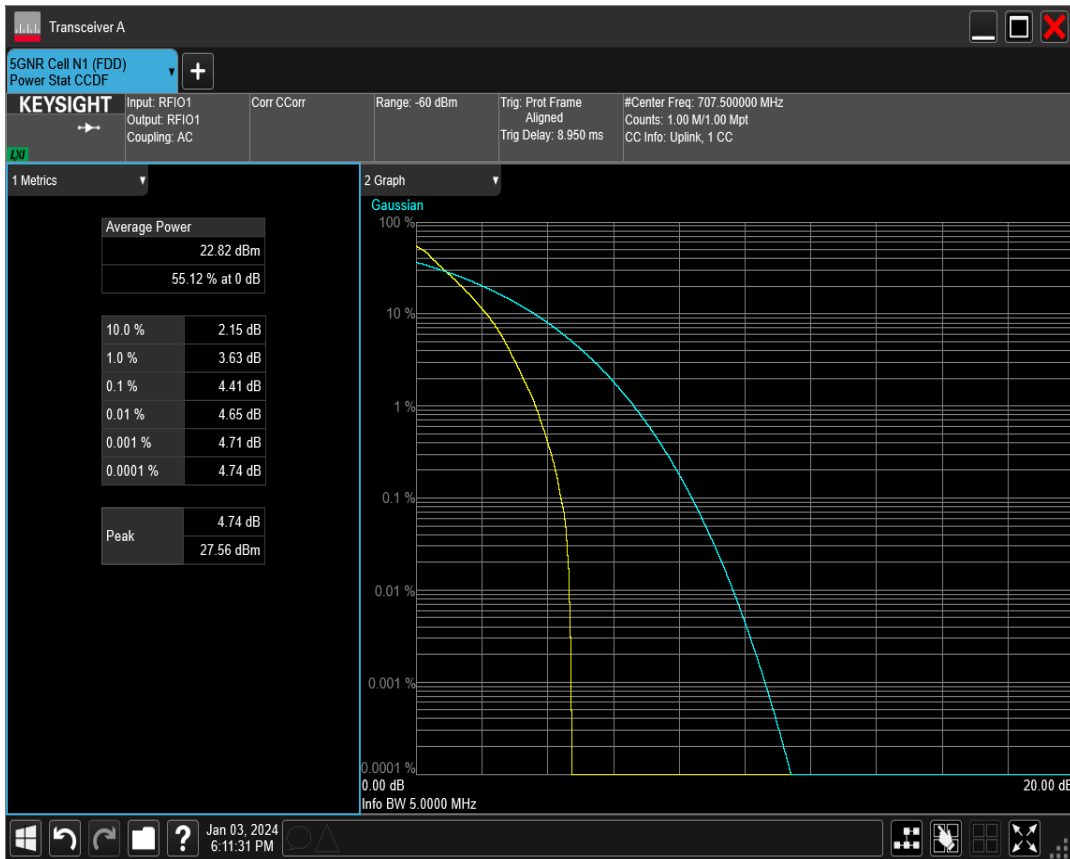 Transceiver A
5GNR Cell N1 (FDD)
Power Stat CCDF
KEYSIGHT
LXI
Input: RFIO1
Output: RFIO1
Coupling: AC
Corr CCorr
Range: -60 dBm
Trig: Prot Frame
Aligned
Trig Delay: 8.950 ms
#Center Freq: 707.500000 MHz
Counts: 1.00 M/1.00 Mpt
CC Info: Uplink, 1 CC
1 Metrics
Average Power
22.82 dBm
55.12 % at 0 dB
10.0 % 2.15 dB
1.0 % 3.63 dB
0.1 % 4.41 dB
0.01 % 4.65 dB
0.001 % 4.71 dB
0.0001 % 4.74 dB
Peak
4.74 dB
27.56 dBm
2 Graph
Gaussian
100 %
10 %
1 %
0.1 %
0.01 %
0.001 %
0.0001 %
0.00 dB
20.00 dB
Info BW 5.0000 MHz
?
Jan 03, 2024
6:11:31 PM